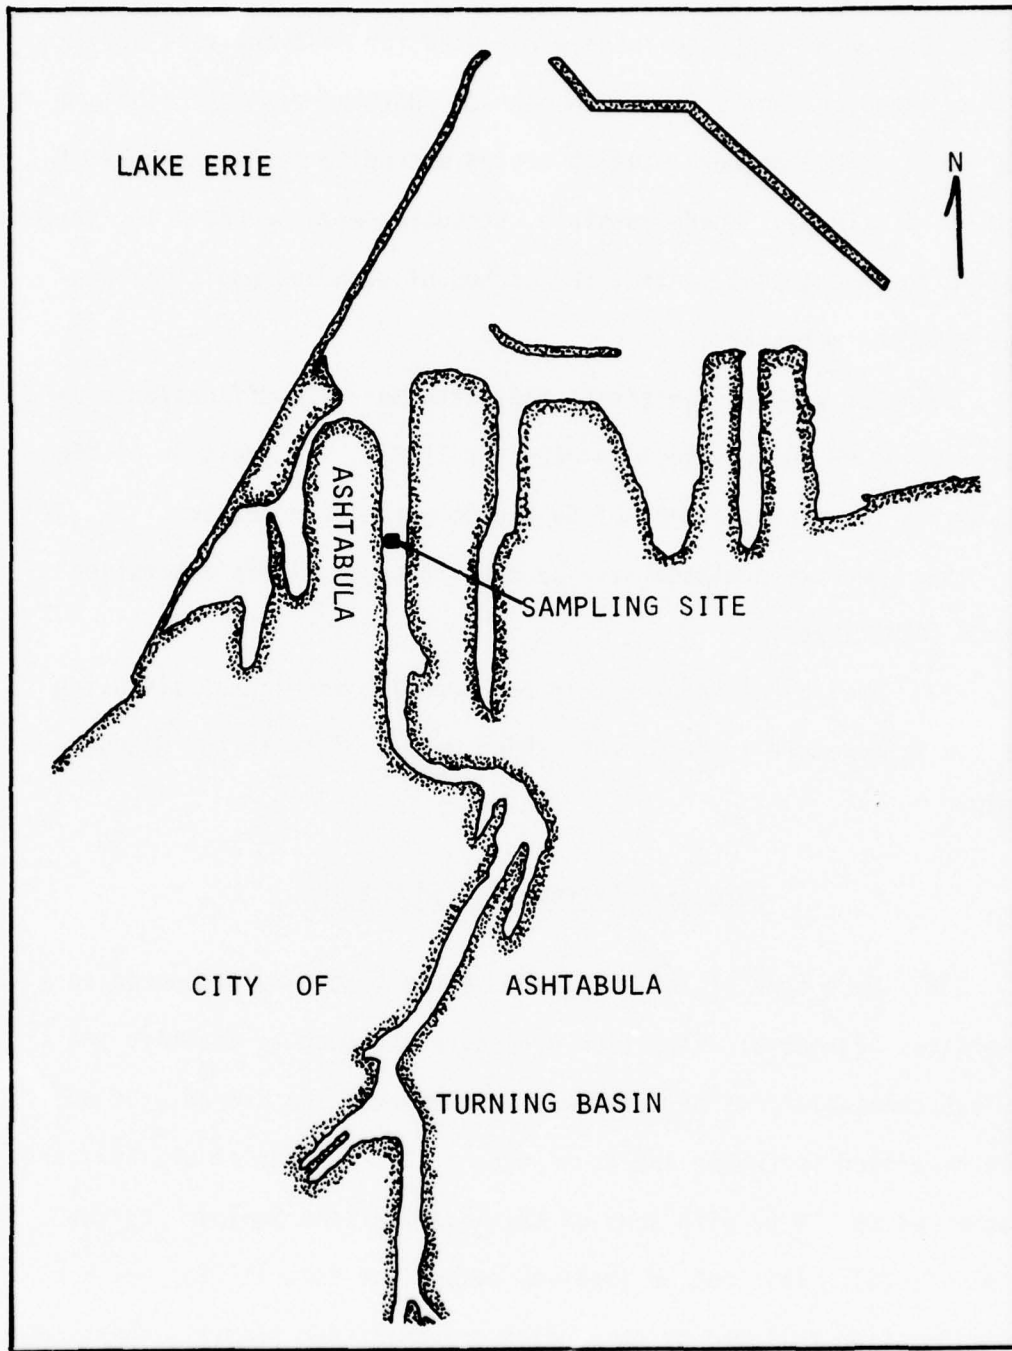 LAKE ERIE
N
ASHTABULA
SAMPLING SITE
CITY OF ASHTABULA
TURNING BASIN